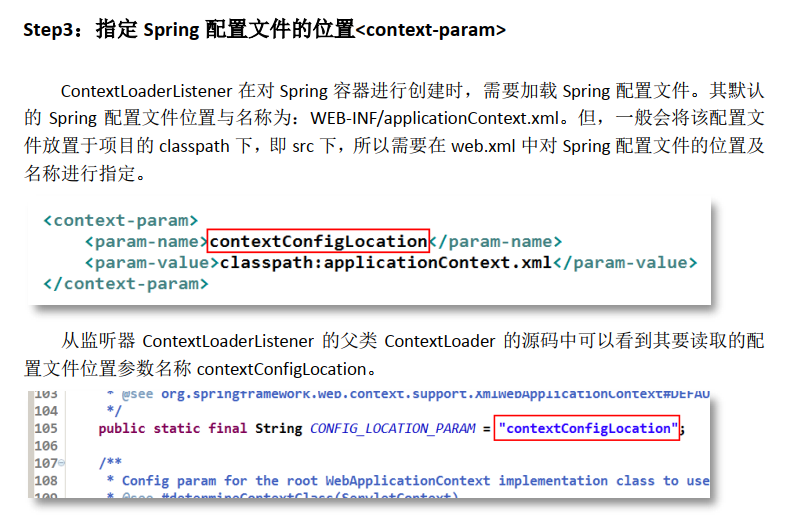 Step3：指定 Spring 配置文件的位置<context-param>
ContextLoaderListener 在对 Spring 容器进行创建时，需要加载 Spring 配置文件。其默认
的 Spring 配置文件位置与名称为：WEB-INF/applicationContext.xml。但，一般会将该配置文
件放置于项目的 classpath 下，即 src 下，所以需要在 web.xml 中对 Spring 配置文件的位置及
名称进行指定。
<context-param>
<param-name>contextConfigLocation</param-name>
<param-value>classpath:applicationContext.xml</param-value>
</context-param>
从监听器 ContextLoaderListener 的父类 ContextLoader 的源码中可以看到其要读取的配
置文件位置参数名称 contextConfigLocation。
103 * @see org.springframework.web.context.support.XmlWebApplicationContext#DEFAU
104 */
105 public static final String CONFIG_LOCATION_PARAM = "contextConfigLocation";
106
107 /**
108 * Config param for the root WebApplicationContext implementation class to use
109 * @see #determineContextClass(ServletContext)